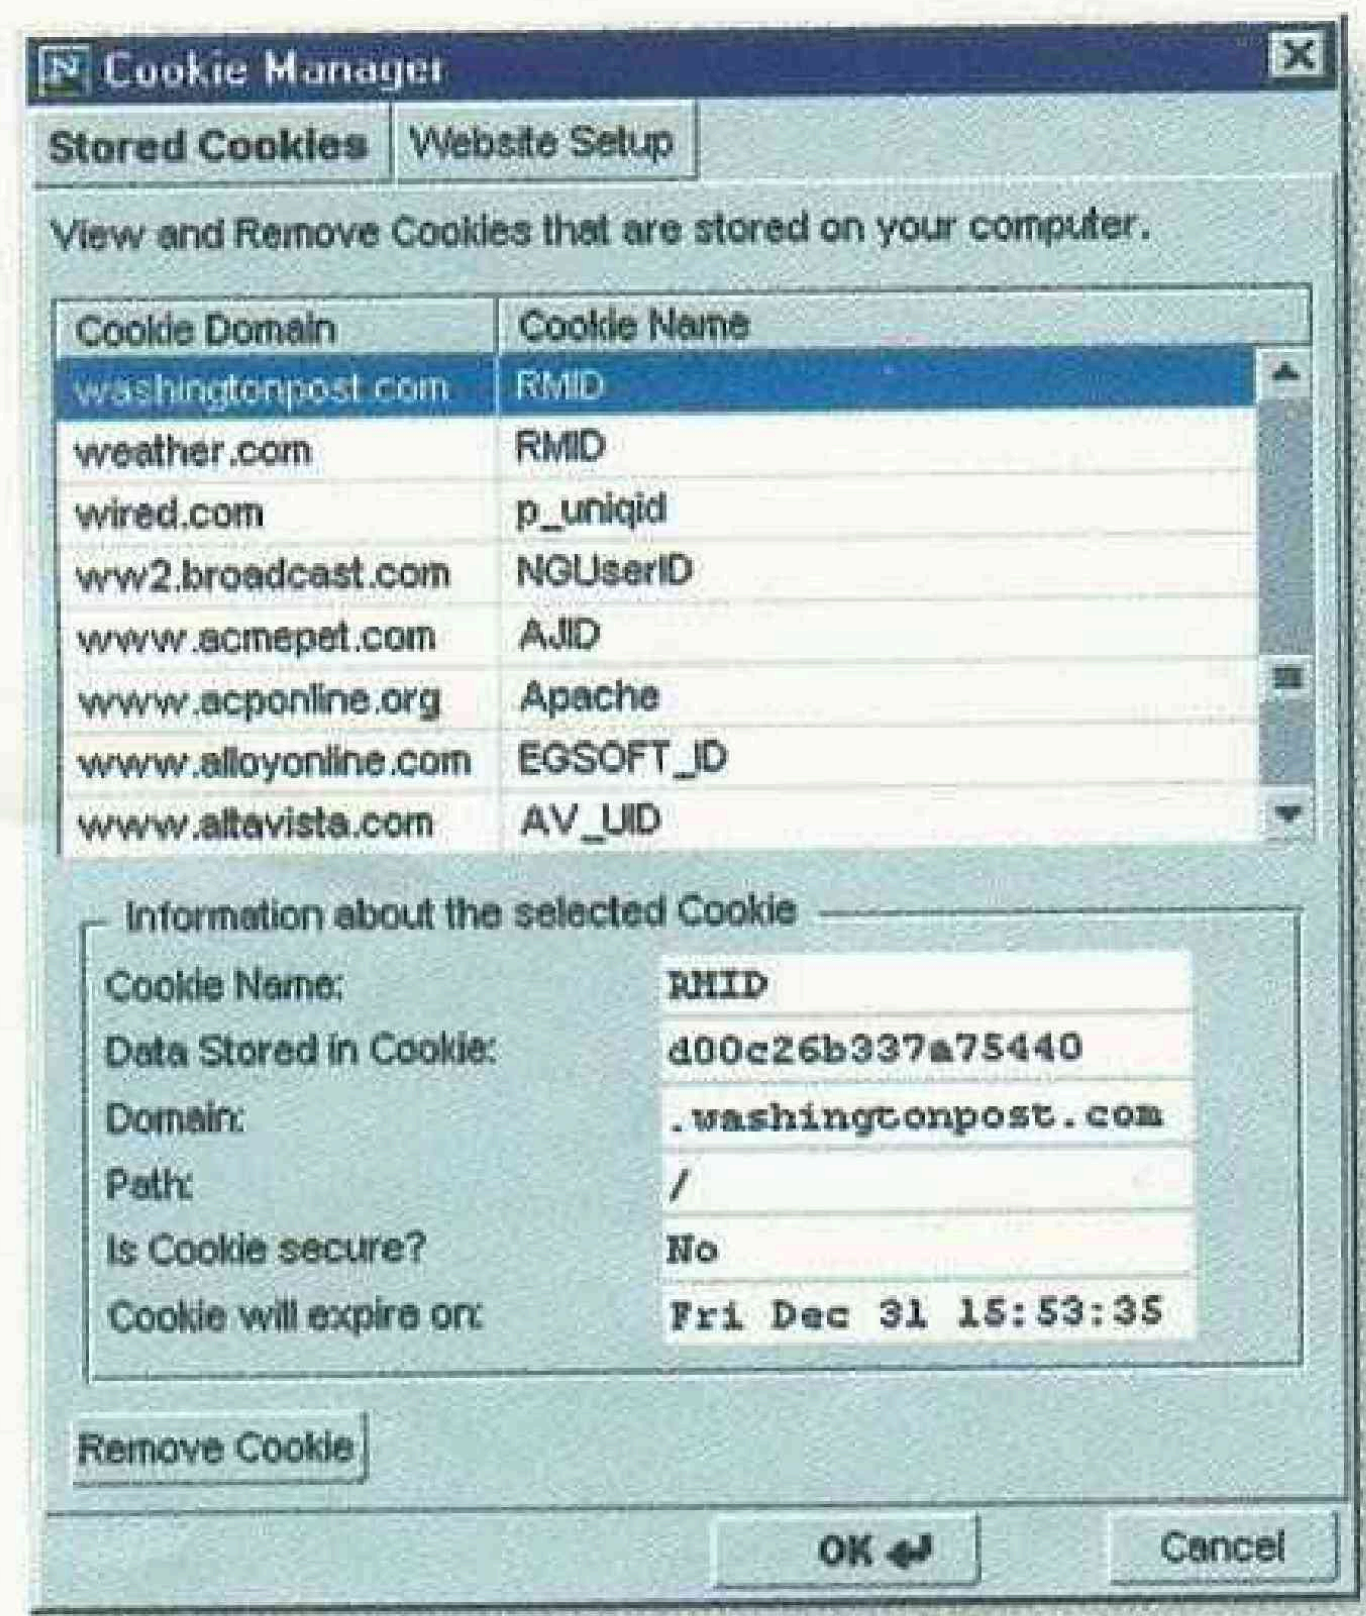 N Cookie Manager X
Stored Cookies Website Setup
View and Remove Cookies that are stored on your computer.
Cookie Domain Cookie Name
washingtonpost.com RMID
weather.com RMID
wired.com p_uniqid
ww2.broadcast.com NGUserID
www.acmepet.com AJID
www.acponline.org Apache
www.alloyonline.com EGSOFT_ID
www.altavista.com AV_UID
Information about the selected Cookie
Cookie Name: RMID
Data Stored in Cookie: d00c26b337a75440
Domain: .washingtonpost.com
Path: /
Is Cookie secure? No
Cookie will expire on: Fri Dec 31 15:53:35
Remove Cookie
OK Cancel